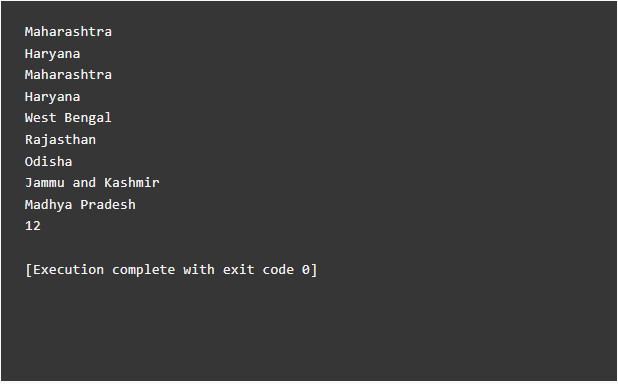 Maharashtra
Haryana
Maharashtra
Haryana
West Bengal
Rajasthan
Odisha
Jammu and Kashmir
Madhya Pradesh
12
[Execution complete with exit code 0]